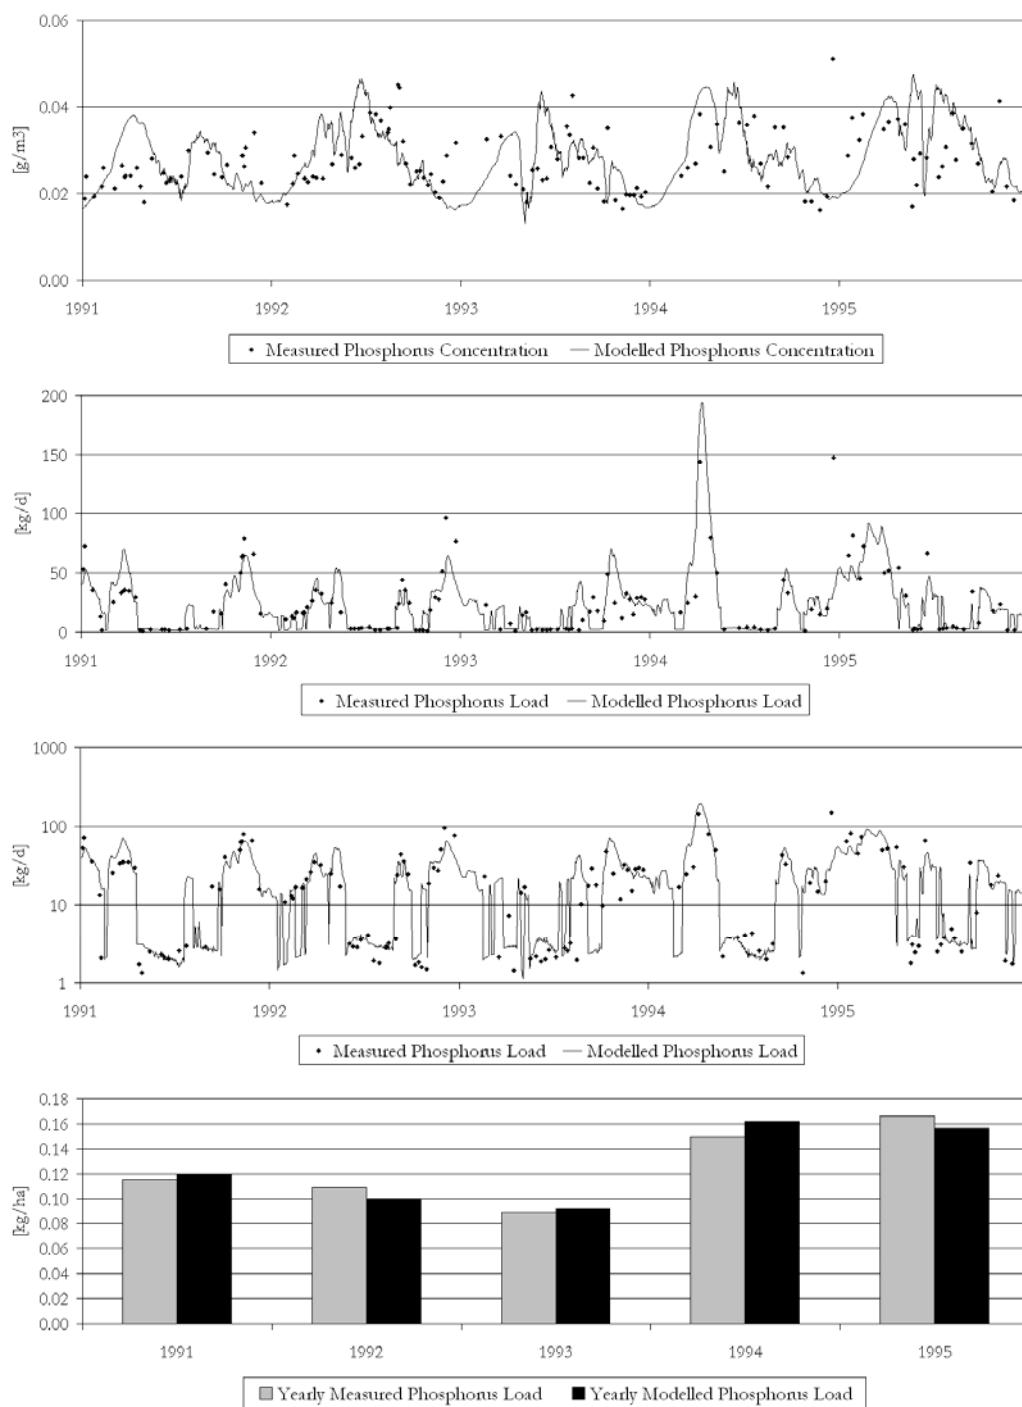 0.06
0.04
0.02
0.00
[g/m3]
1991 1992 1993 1994 1995
Measured Phosphorus Concentration Modelled Phosphorus Concentration
200
150
100
50
0
[kg/d]
1991 1992 1993 1994 1995
Measured Phosphorus Load Modelled Phosphorus Load
1000
100
10
1
[kg/d]
1991 1992 1993 1994 1995
Measured Phosphorus Load Modelled Phosphorus Load
0.18
0.16
0.14
0.12
0.10
0.08
0.06
0.04
0.02
0.00
[kg/ha]
1991 1992 1993 1994 1995
Yearly Measured Phosphorus Load Yearly Modelled Phosphorus Load